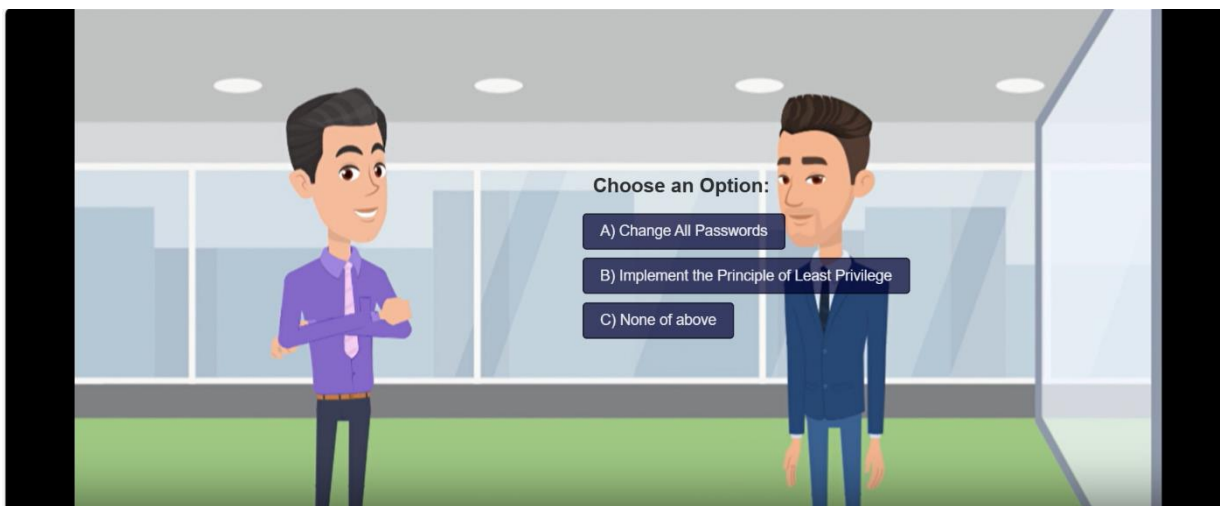 Choose an Option:
A) Change All Passwords
B) Implement the Principle of Least Privilege
C) None of above